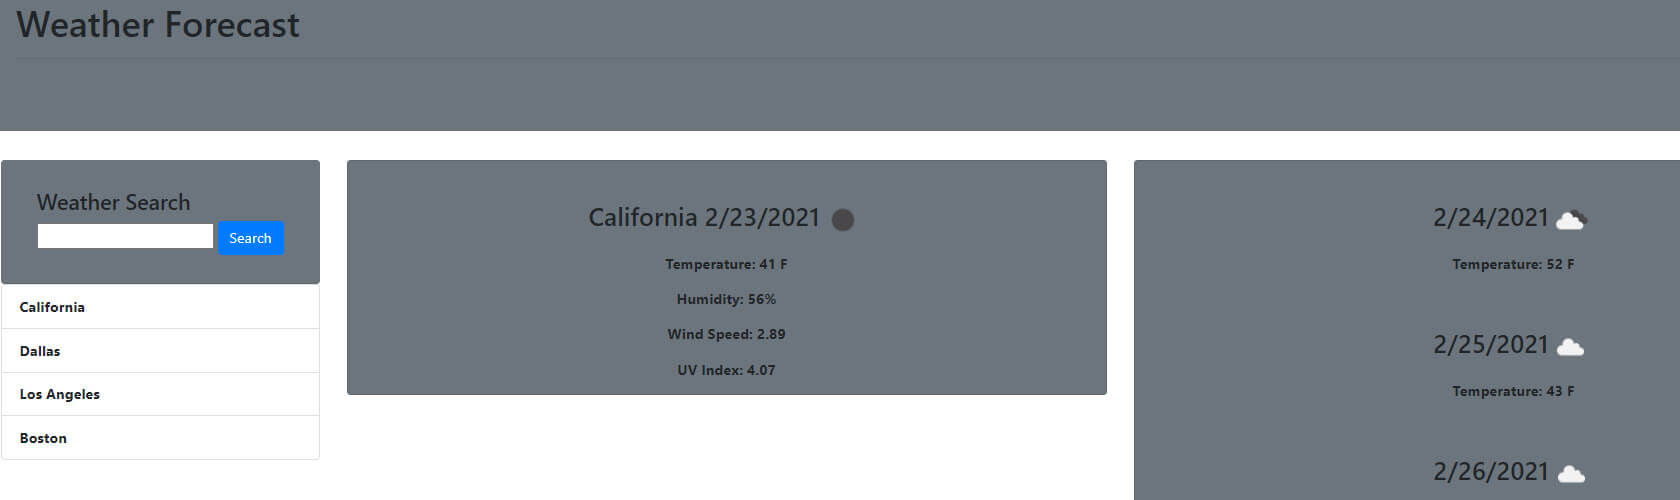 Weather Forecast
Weather Search
Search
California
Dallas
Los Angeles
Boston
California 2/23/2021
Temperature: 41 F
Humidity: 56%
Wind Speed: 2.89
UV Index: 4.07
2/24/2021
Temperature: 52 F
2/25/2021
Temperature: 43 F
2/26/2021